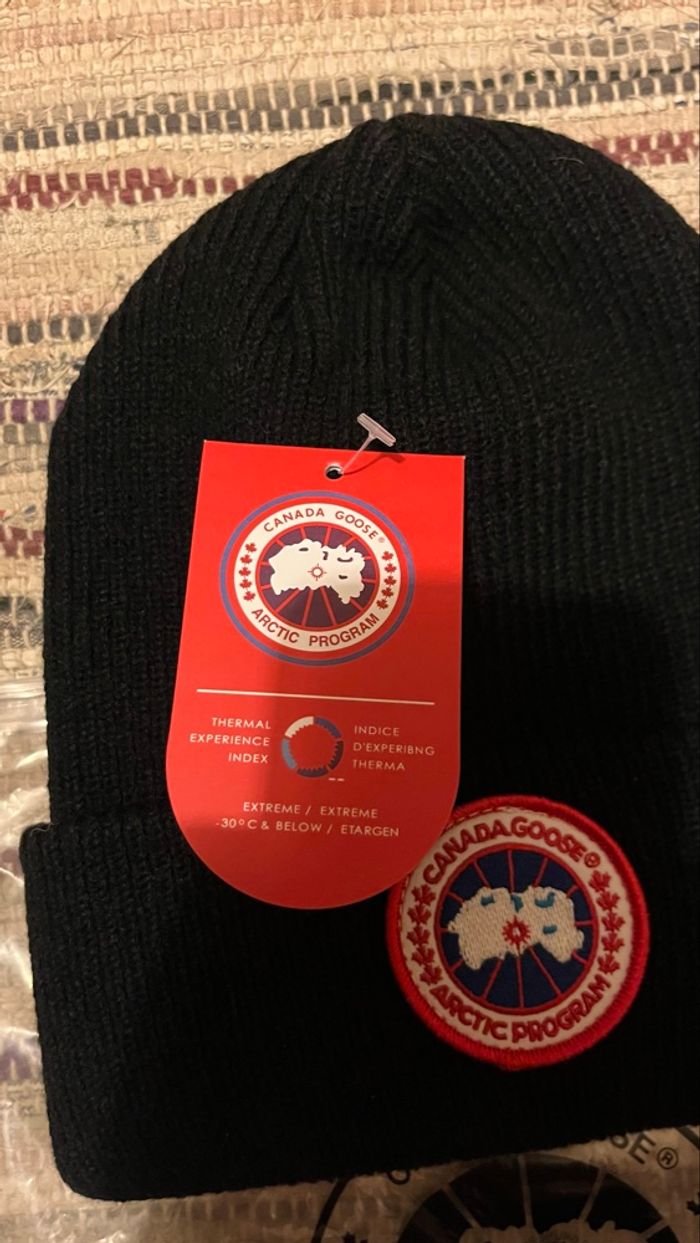 CANADA GOOSE®
ARCTIC PROGRAM
THERMAL
EXPERIENCE
INDEX
INDICE
D'EXPERIBNG
THERMA
EXTREME / EXTREME
-30°C & BELOW / ETARGEN
CANADA GOOSE®
ARCTIC PROGRAM
SE®